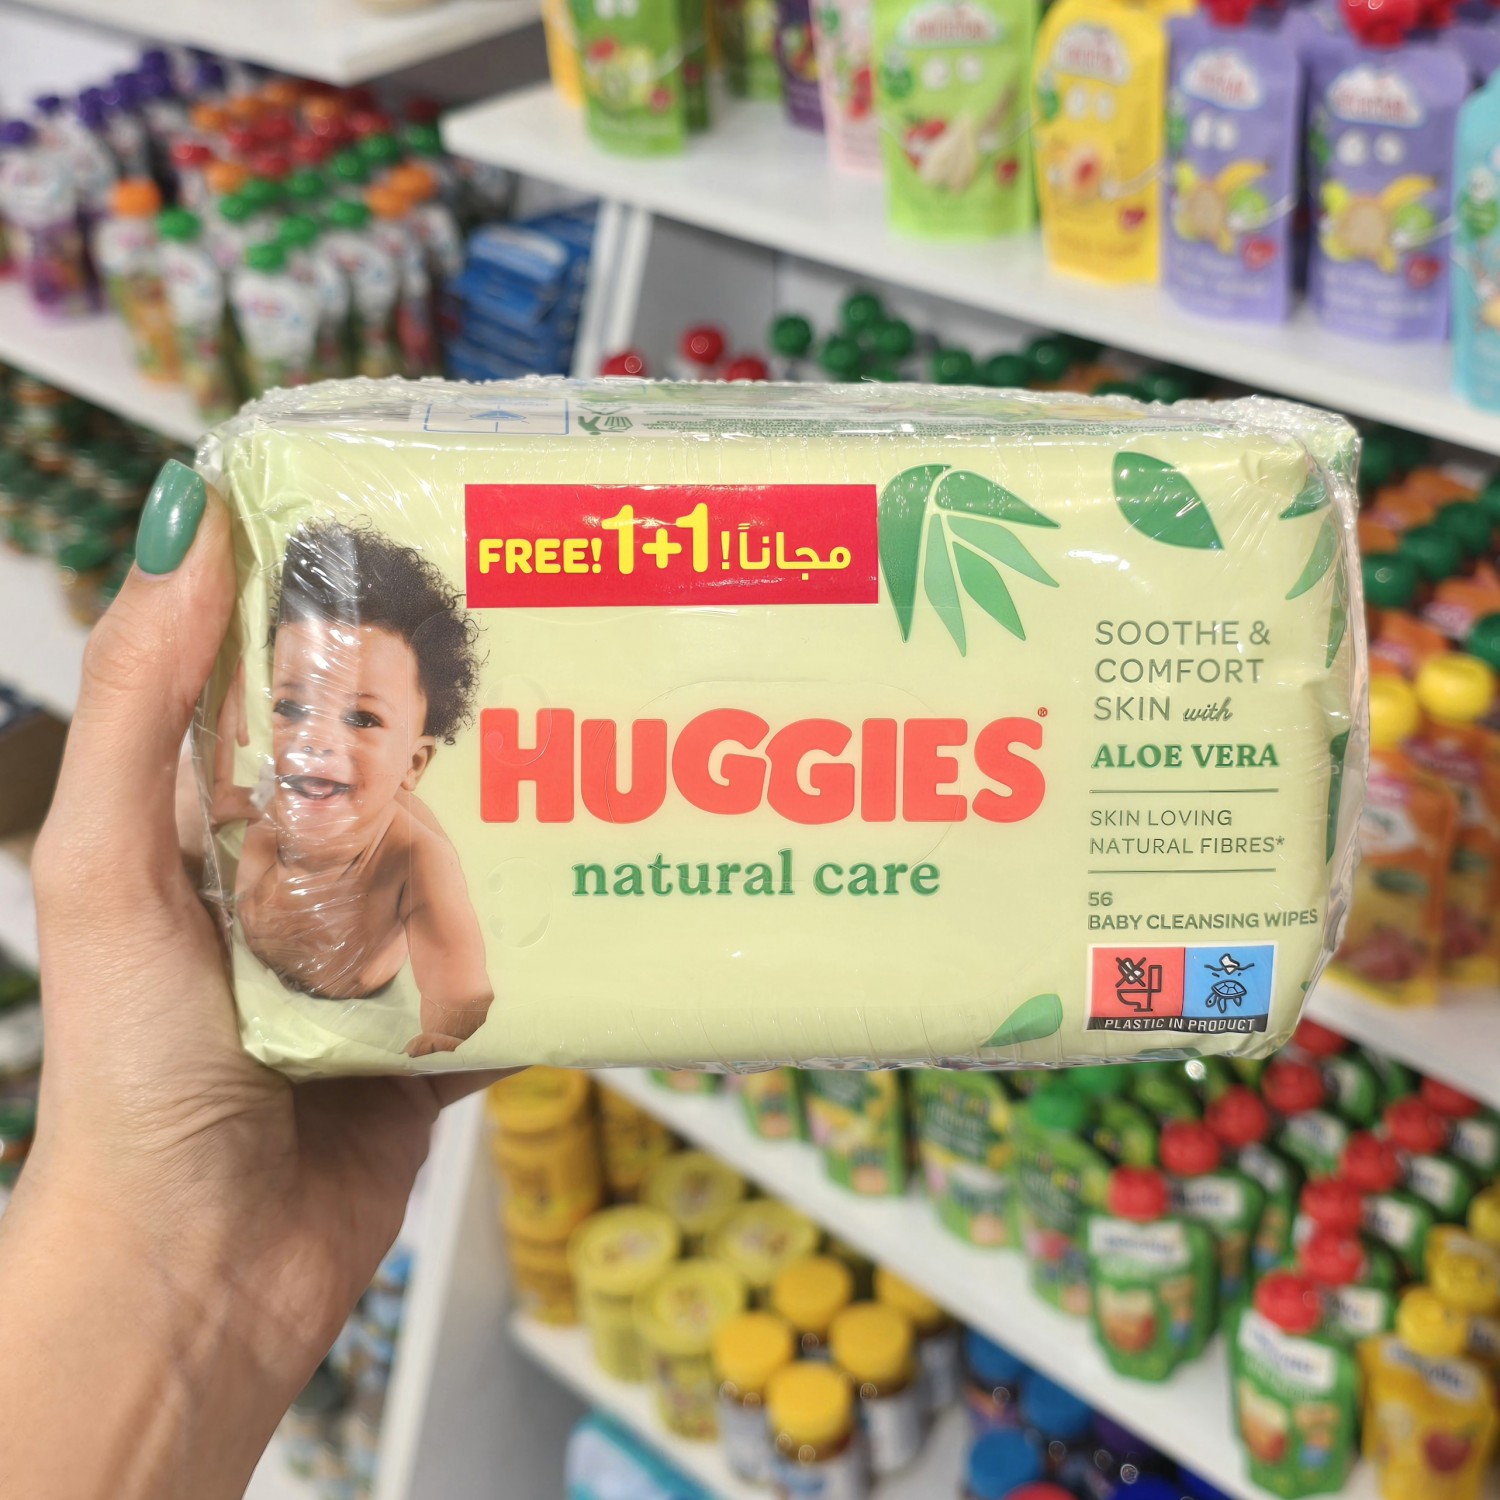 FREE! 1+1 مجاناً!
HUGGIES®
natural care
SOOTHE &
COMFORT
SKIN with
ALOE VERA
SKIN LOVING
NATURAL FIBRES*
56
BABY CLEANSING WIPES
PLASTIC IN PRODUCT